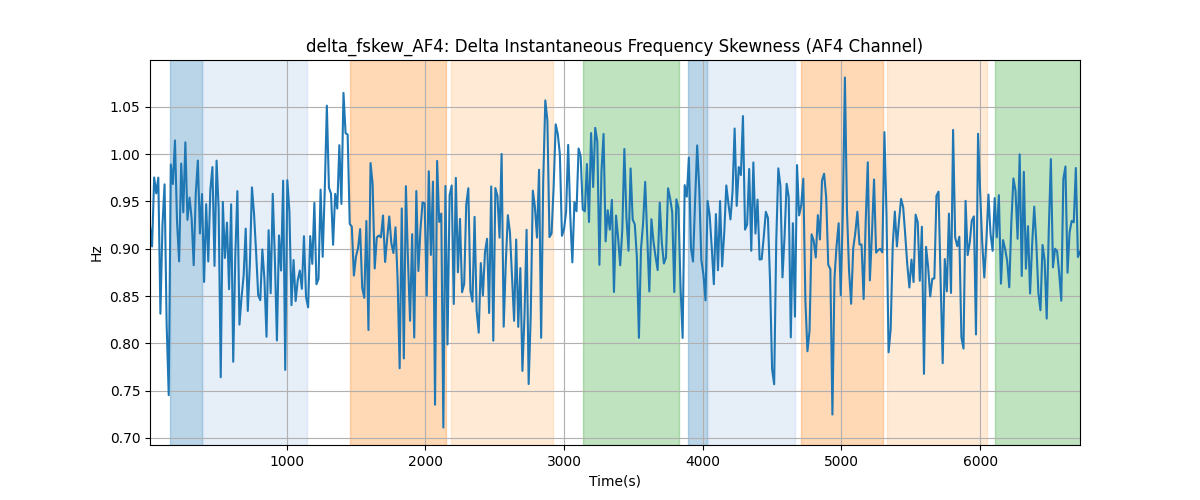 delta_fskew_AF4: Delta Instantaneous Frequency Skewness (AF4 Channel)
Hz
1.05
1.00
0.95
0.90
0.85
0.80
0.75
0.70
1000 2000 3000 4000 5000 6000
Time(s)